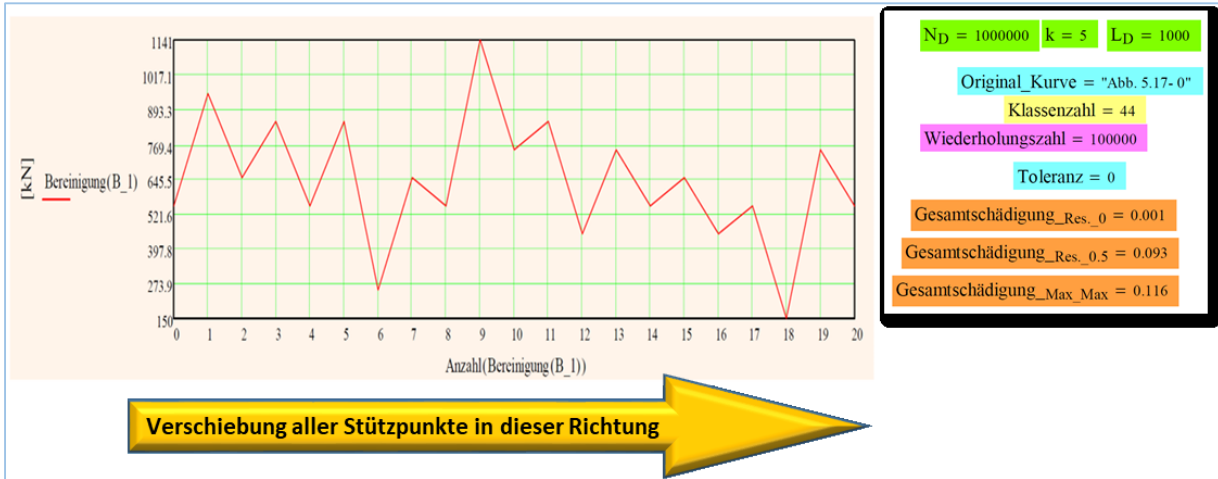 1141
1017.1
893.3
769.4
645.5
521.6
397.8
273.9
150
[kN]
Bereinigung(B_1)
0 1 2 3 4 5 6 7 8 9 10 11 12 13 14 15 16 17 18 19 20
Anzahl(Bereinigung(B_1))
N_D = 1000000 k = 5 L_D = 1000
Original_Kurve = "Abb. 5.17- 0"
Klassenzahl = 44
Wiederholungszahl = 100000
Toleranz = 0
Gesamtschädigung_Res._0 = 0.001
Gesamtschädigung_Res._0.5 = 0.093
Gesamtschädigung_Max_Max = 0.116
Verschiebung aller Stützpunkte in dieser Richtung